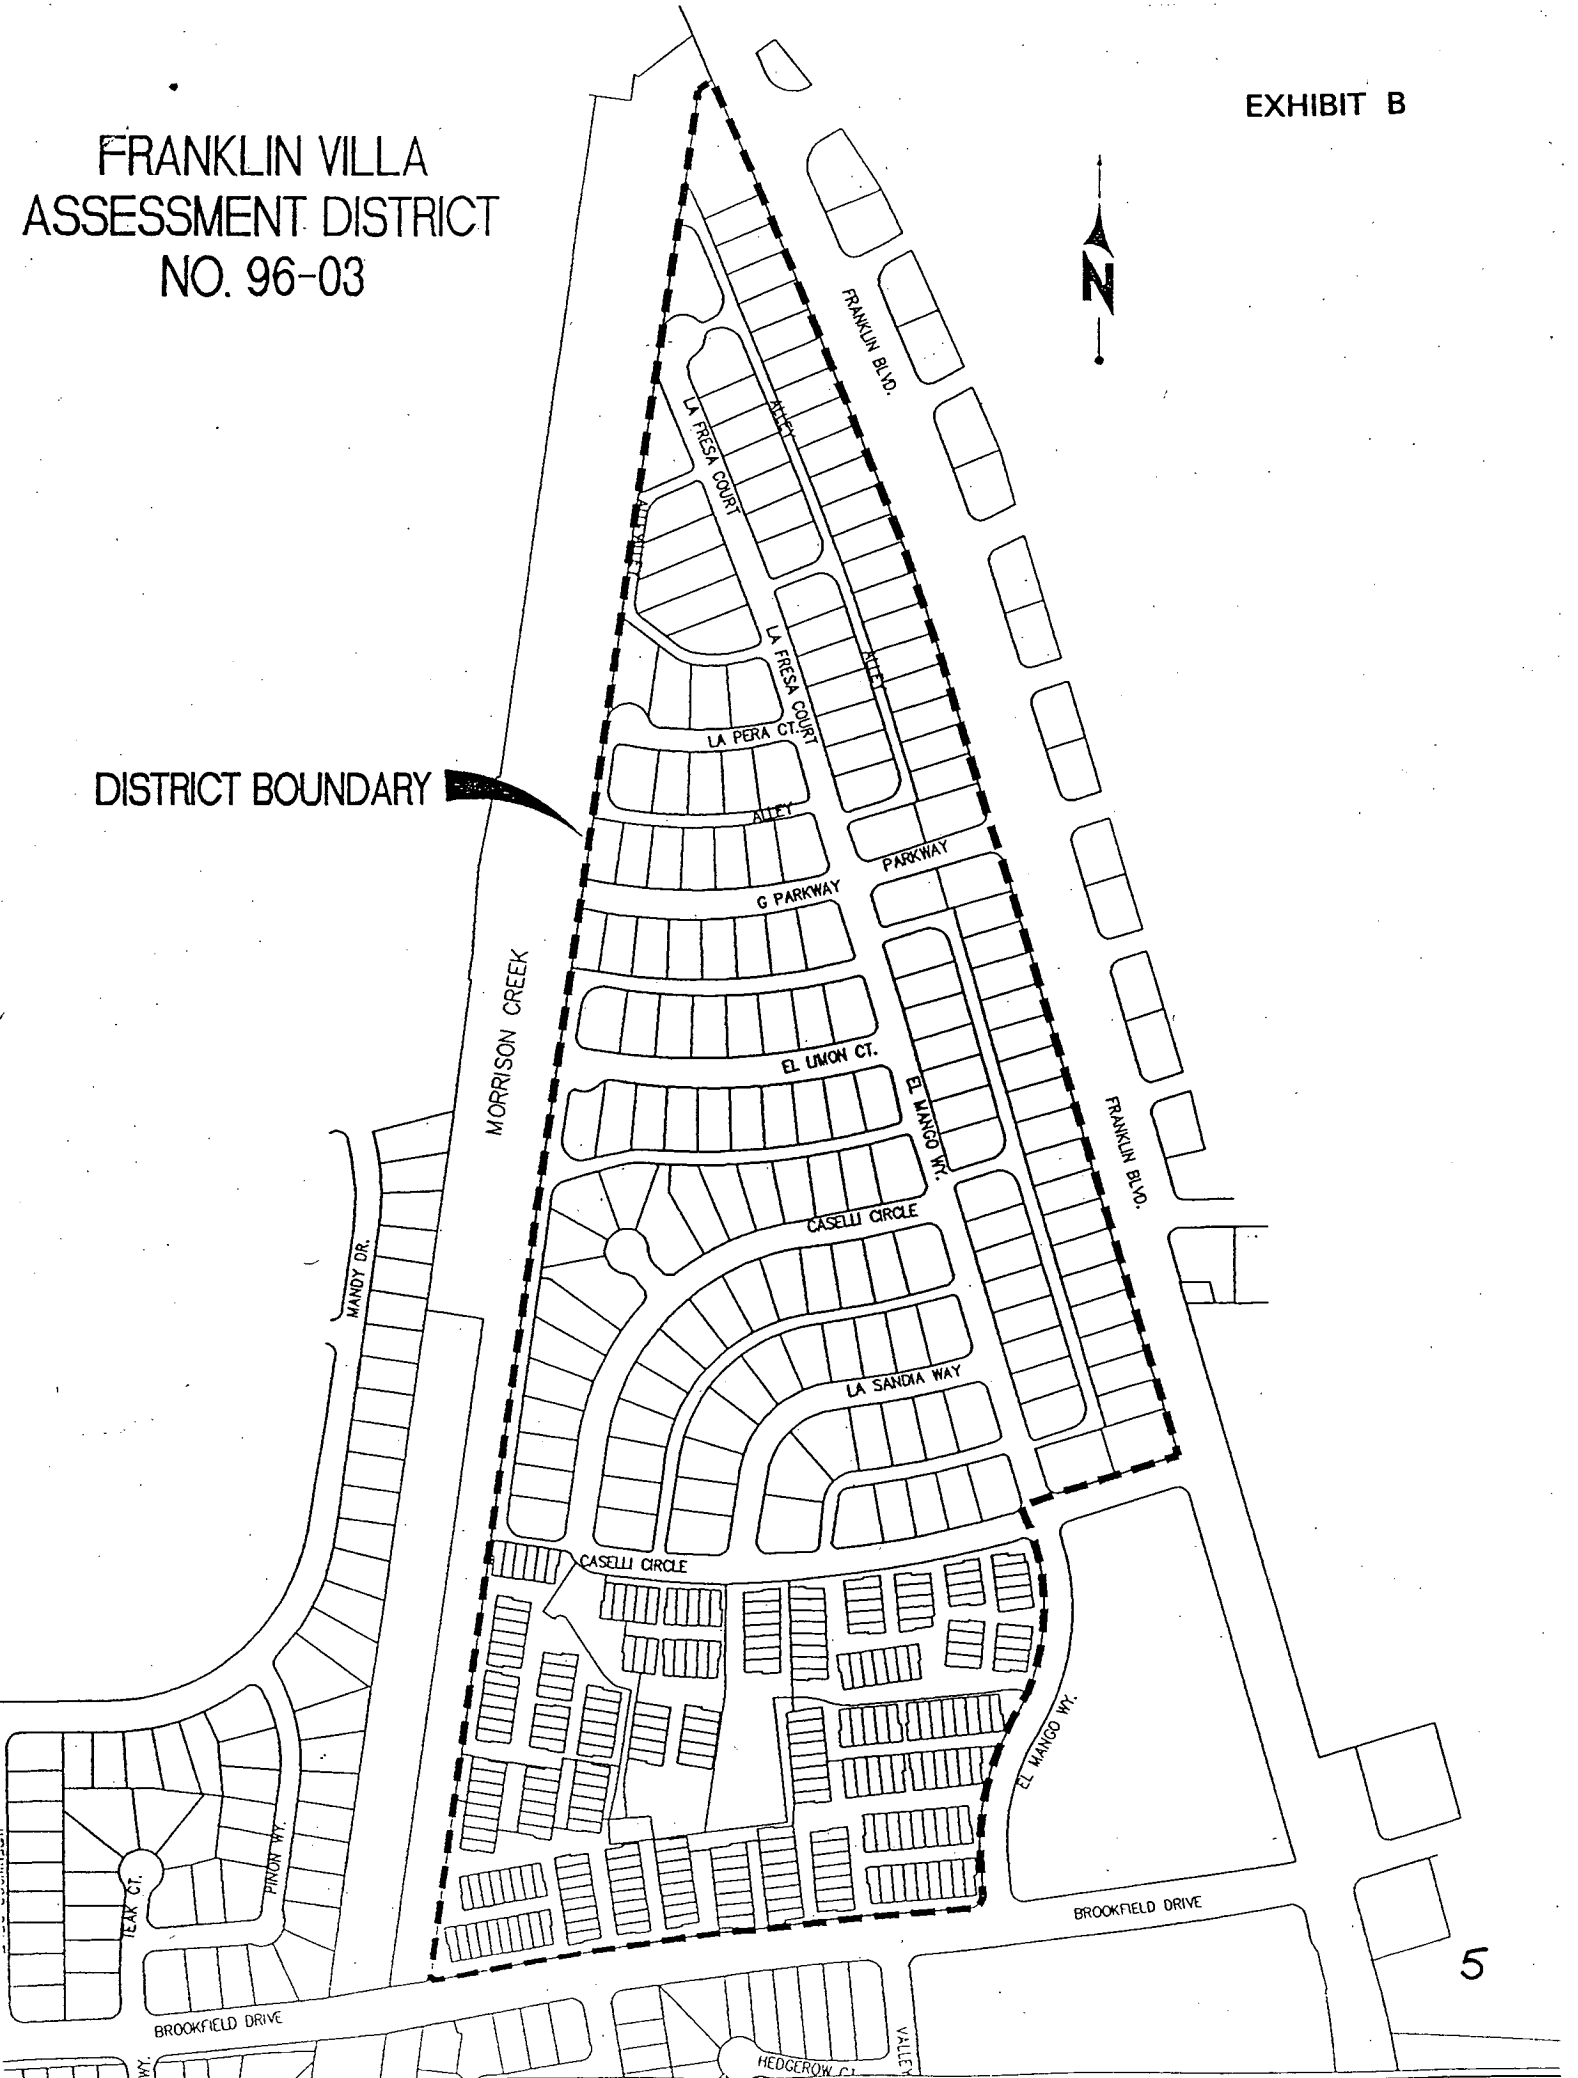 EXHIBIT B
FRANKLIN VILLA
ASSESSMENT DISTRICT
NO. 96-03
N
FRANKLIN BLVD.
ALLEY
LA FRESA COURT
LA FRESA COURT
ALLEY
LA PERA CT.
DISTRICT BOUNDARY
ALLEY
PARKWAY
G PARKWAY
MORRISON CREEK
EL LIMON CT.
EL MANGO WY.
FRANKLIN BLVD.
CASELLI CIRCLE
MANDY DR.
LA SANDIA WAY
CASELLI CIRCLE
EL MANGO WY.
PINON WY.
TEAK CT.
BROOKFIELD DRIVE
5
BROOKFIELD DRIVE
VALLEY
WY.
HEDGEROW CT.